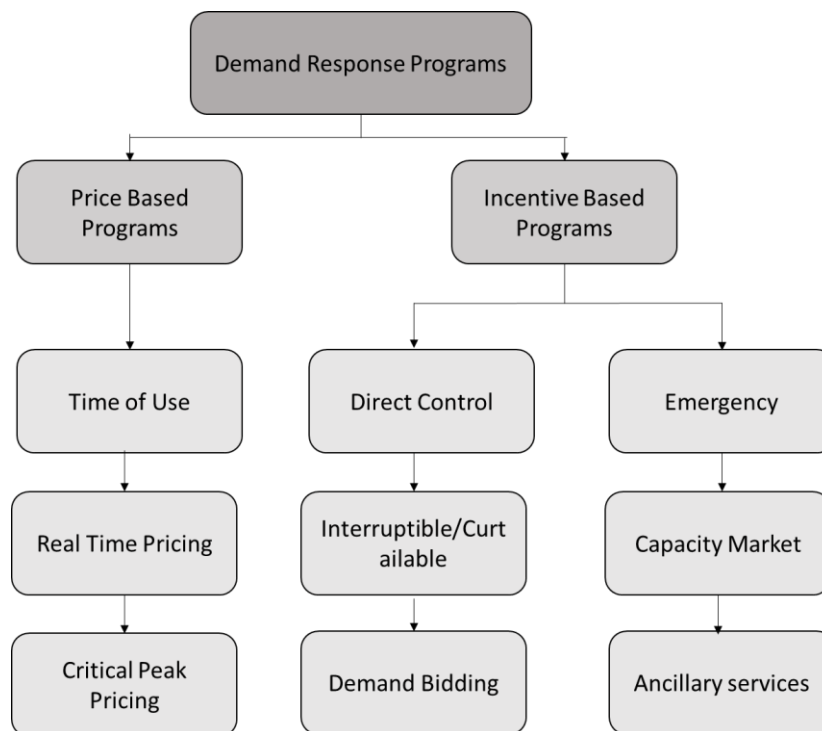 Demand Response Programs
Price Based
Programs
Incentive Based
Programs
Time of Use
Direct Control
Emergency
Real Time Pricing
Interruptible/Curt
ailable
Capacity Market
Critical Peak
Pricing
Demand Bidding
Ancillary services